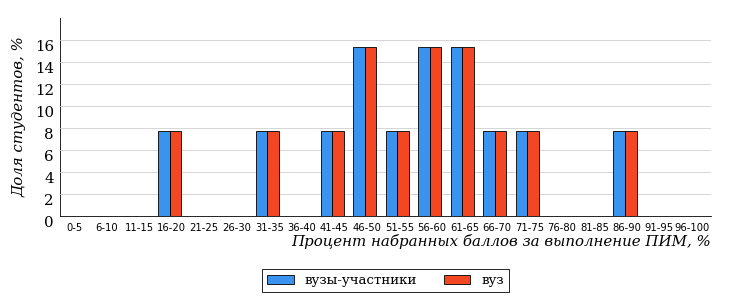 Доля студентов, %
16
14
12
10
8
6
4
2
0
0-5 6-10 11-15 16-20 21-25 26-30 31-35 36-40 41-45 46-50 51-55 56-60 61-65 66-70 71-75 76-80 81-85 86-90 91-95 96-100
Процент набранных баллов за выполнение ПИМ, %
вузы-участники вуз